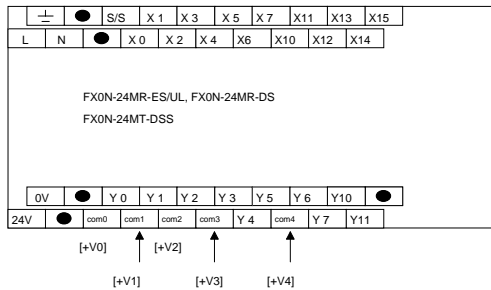 S/S X 1 X 3 X 5 X 7 X11 X13 X15
L N X 0 X 2 X 4 X6 X10 X12 X14
FX0N-24MR-ES/UL, FX0N-24MR-DS
FX0N-24MT-DSS
0V Y 0 Y 1 Y 2 Y 3 Y 5 Y 6 Y10
24V com0 com1 com2 com3 Y 4 com4 Y 7 Y11
[+V0] [+V2]
[+V1] [+V3] [+V4]